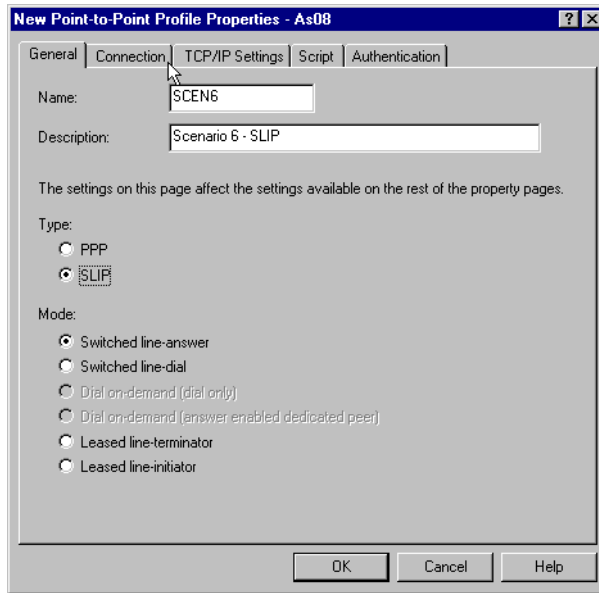 New Point-to-Point Profile Properties - As08
General Connection TCP/IP Settings Script Authentication
Name: SCEN6
Description: Scenario 6 - SLIP
The settings on this page affect the settings available on the rest of the property pages.
Type:
PPP
SLIP
Mode:
Switched line-answer
Switched line-dial
Dial on-demand (dial only)
Dial on-demand (answer enabled dedicated peer)
Leased line-terminator
Leased line-initiator
OK Cancel Help